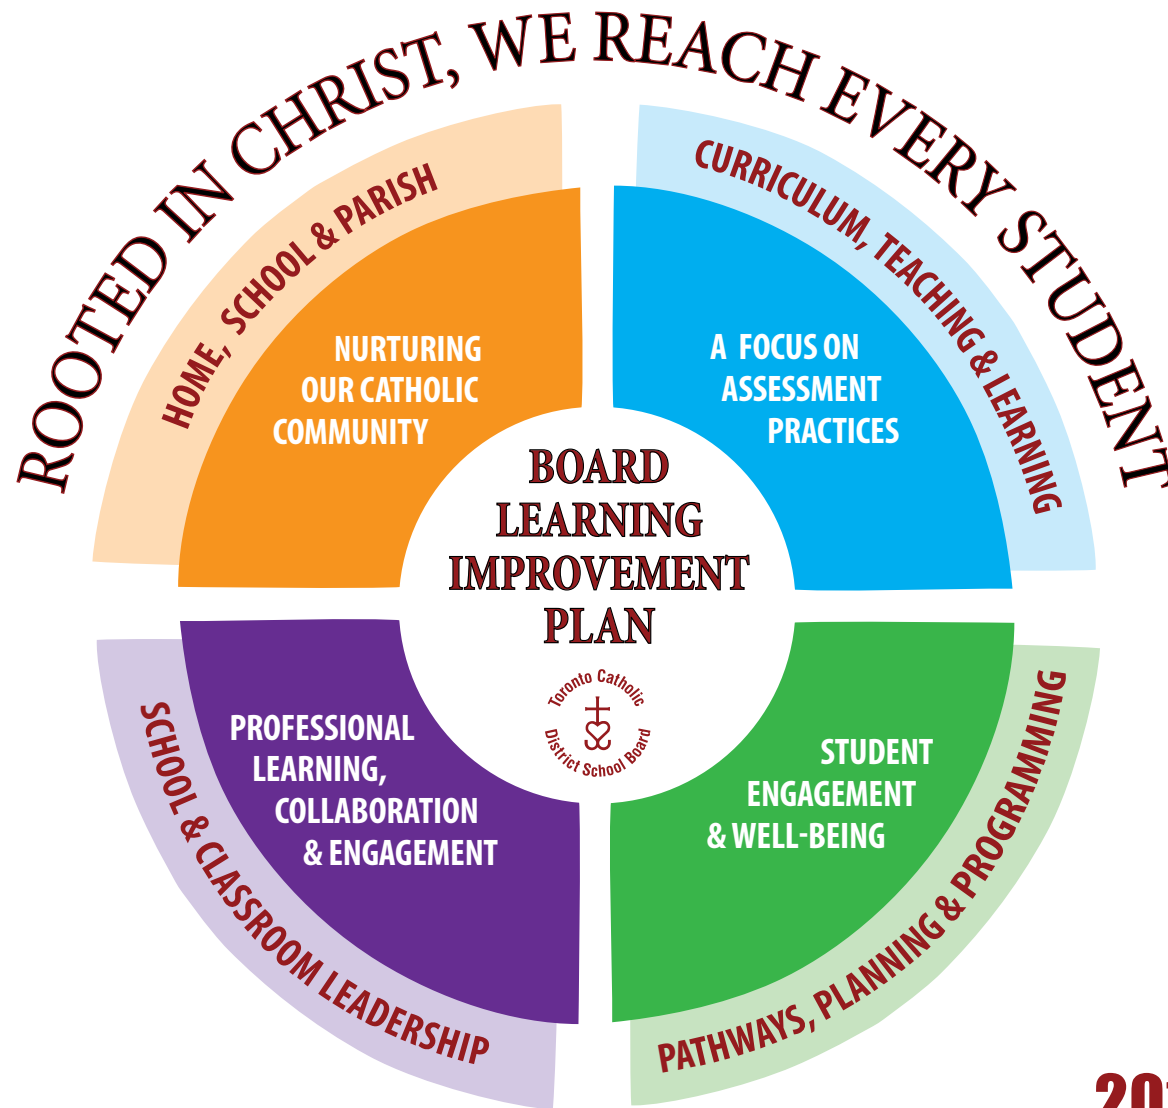 ROOTED IN CHRIST, WE REACH EVERY STUDENT
HOME, SCHOOL & PARISH
NURTURING
OUR CATHOLIC
COMMUNITY
CURRICULUM, TEACHING & LEARNING
A FOCUS ON
ASSESSMENT
PRACTICES
BOARD
LEARNING
IMPROVEMENT
PLAN
Toronto Catholic
District School Board
SCHOOL & CLASSROOM LEADERSHIP
PROFESSIONAL
LEARNING,
COLLABORATION
& ENGAGEMENT
PATHWAYS, PLANNING & PROGRAMMING
STUDENT
ENGAGEMENT
& WELL-BEING